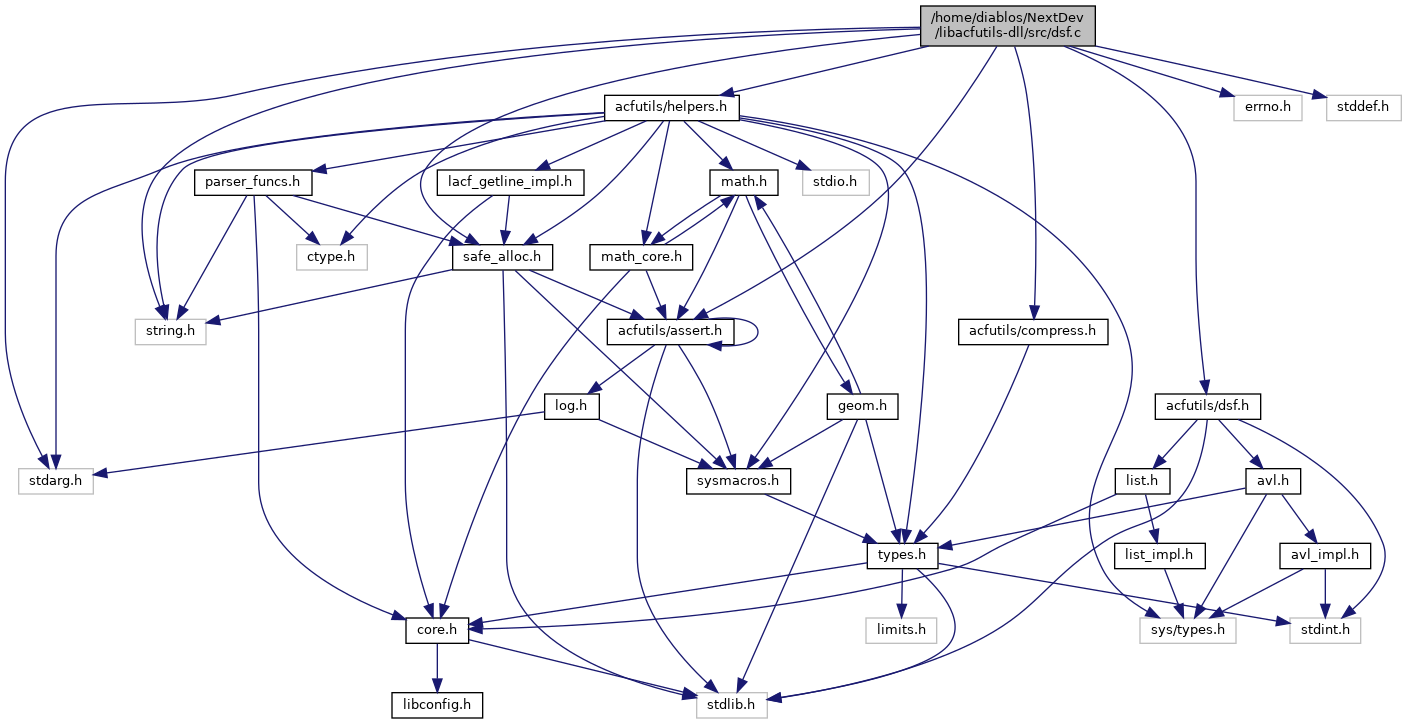 /home/diablos/NextDev
/libacfutils-dll/src/dsf.c
acfutils/helpers.h
errno.h
stddef.h
parser_funcs.h
lacf_getline_impl.h
math.h
stdio.h
ctype.h
safe_alloc.h
math_core.h
string.h
acfutils/assert.h
acfutils/compress.h
log.h
geom.h
acfutils/dsf.h
stdarg.h
sysmacros.h
list.h
avl.h
types.h
list_impl.h
avl_impl.h
core.h
limits.h
sys/types.h
stdint.h
libconfig.h
stdlib.h